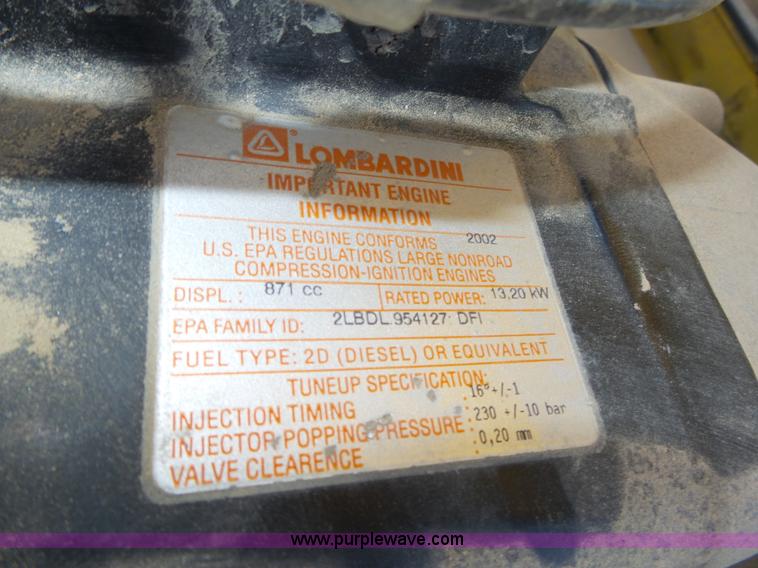 ® LOMBARDINI
IMPORTANT ENGINE
INFORMATION
THIS ENGINE CONFORMS 2002
U.S. EPA REGULATIONS LARGE NONROAD
COMPRESSION-IGNITION ENGINES
DISPL.: 871 cc RATED POWER: 13,20 kW
EPA FAMILY ID: 2LBDL.954127: DFI
FUEL TYPE: 2D (DIESEL) OR EQUIVALENT
TUNEUP SPECIFICATION:
INJECTION TIMING : 16°+/-1
INJECTOR POPPING PRESSURE : 230 +/-10 bar
VALVE CLEARENCE : 0,20 mm
www.purplewave.com